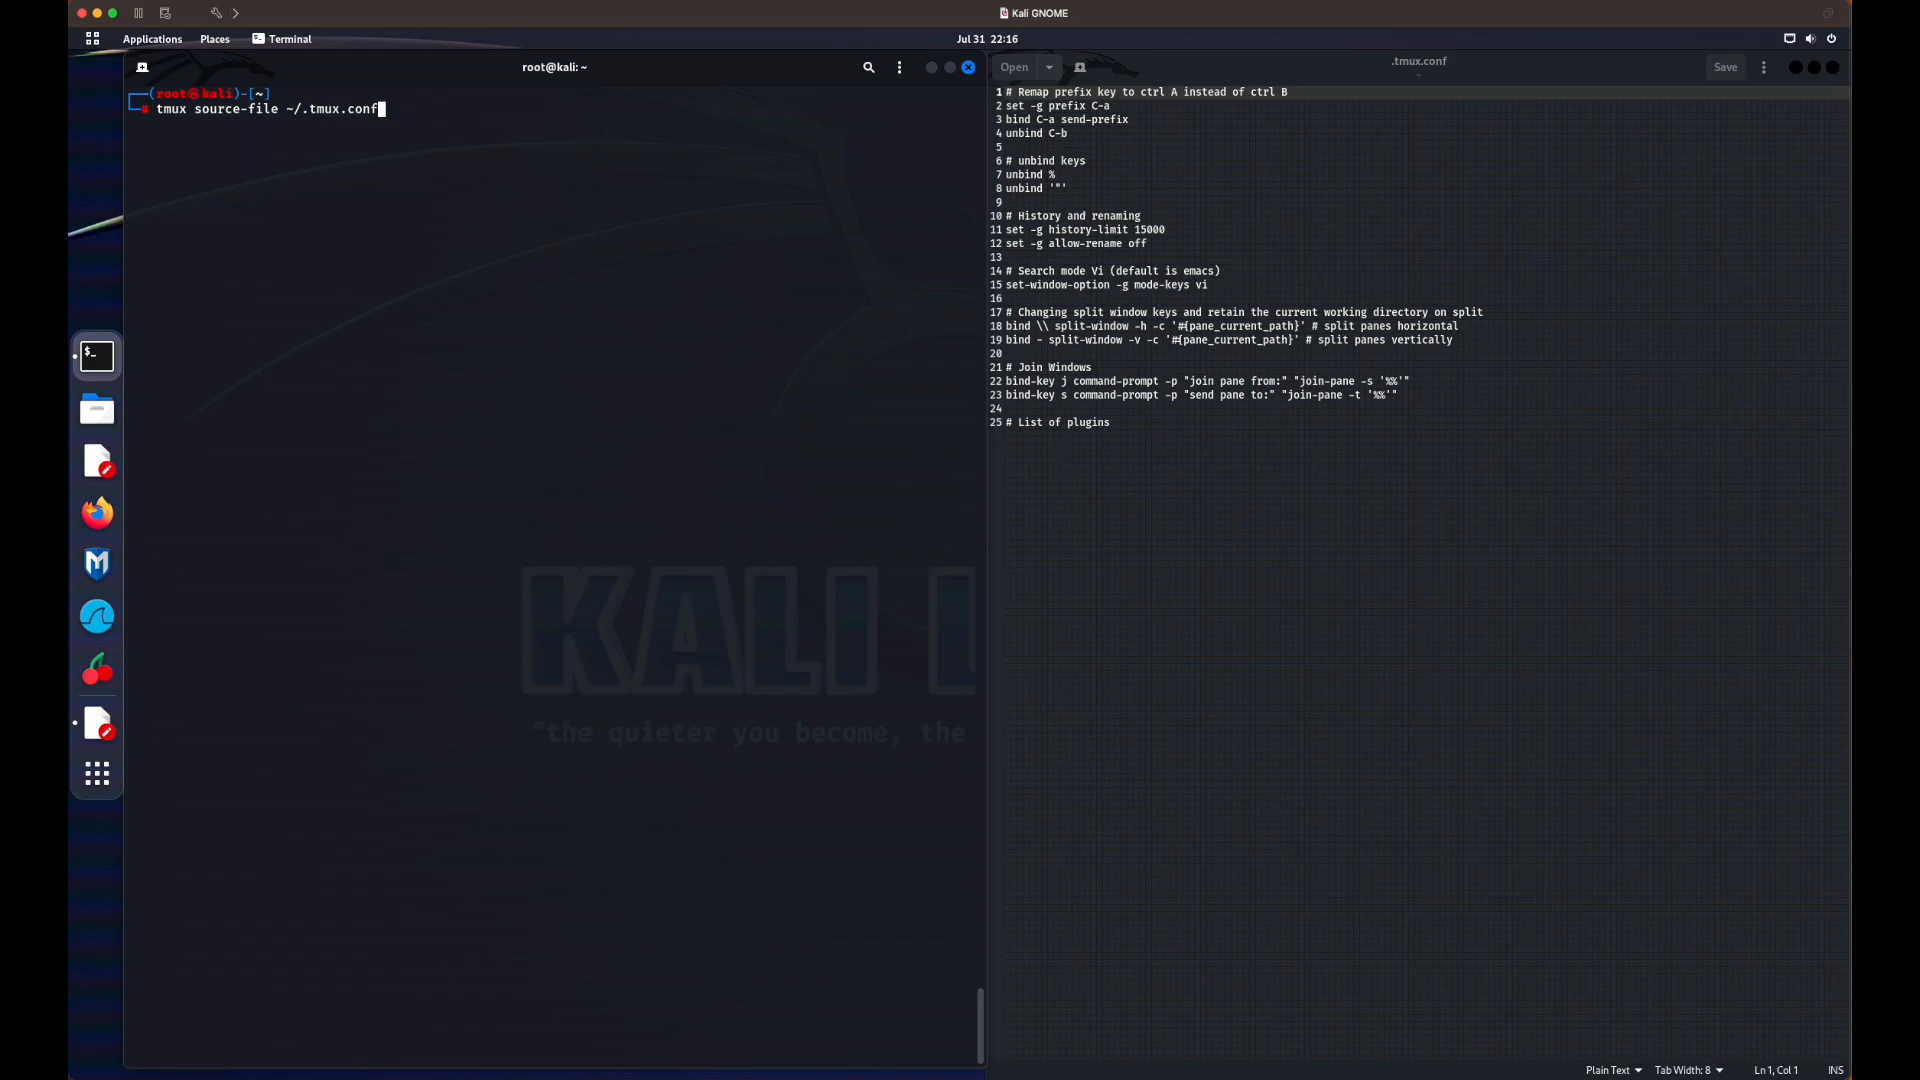 Kali GNOME
Applications Places Terminal
Jul 31 22:16
root@kali: ~
┌──(root㉿kali)-[~]
└─# tmux source-file ~/.tmux.conf
KALI L
"the quieter you become, the
Open
.tmux.conf
~
Save
1 # Remap prefix key to ctrl A instead of ctrl B
2 set -g prefix C-a
3 bind C-a send-prefix
4 unbind C-b
5
6 # unbind keys
7 unbind %
8 unbind '"'
9
10 # History and renaming
11 set -g history-limit 15000
12 set -g allow-rename off
13
14 # Search mode Vi (default is emacs)
15 set-window-option -g mode-keys vi
16
17 # Changing split window keys and retain the current working directory on split
18 bind \\ split-window -h -c '#{pane_current_path}' # split panes horizontal
19 bind - split-window -v -c '#{pane_current_path}' # split panes vertically
20
21 # Join Windows
22 bind-key j command-prompt -p "join pane from:" "join-pane -s '%%'"
23 bind-key s command-prompt -p "send pane to:" "join-pane -t '%%'"
24
25 # List of plugins
Plain Text Tab Width: 8 Ln 1, Col 1 INS